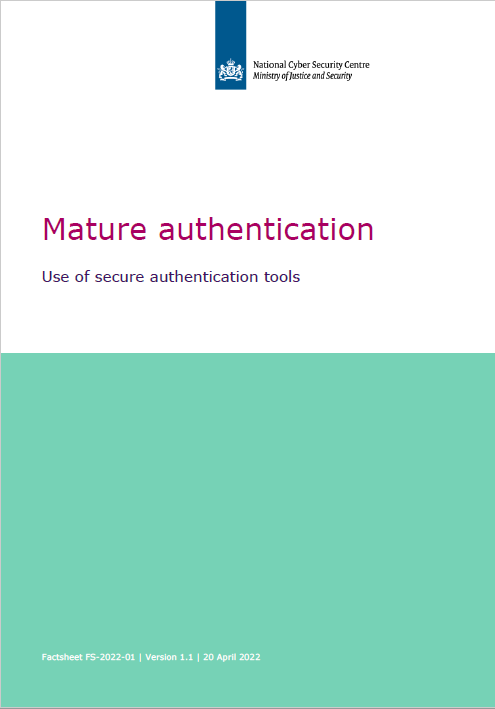 National Cyber Security Centre
Ministry of Justice and Security
Mature authentication
Use of secure authentication tools
Factsheet FS-2022-01 | Version 1.1 | 20 April 2022